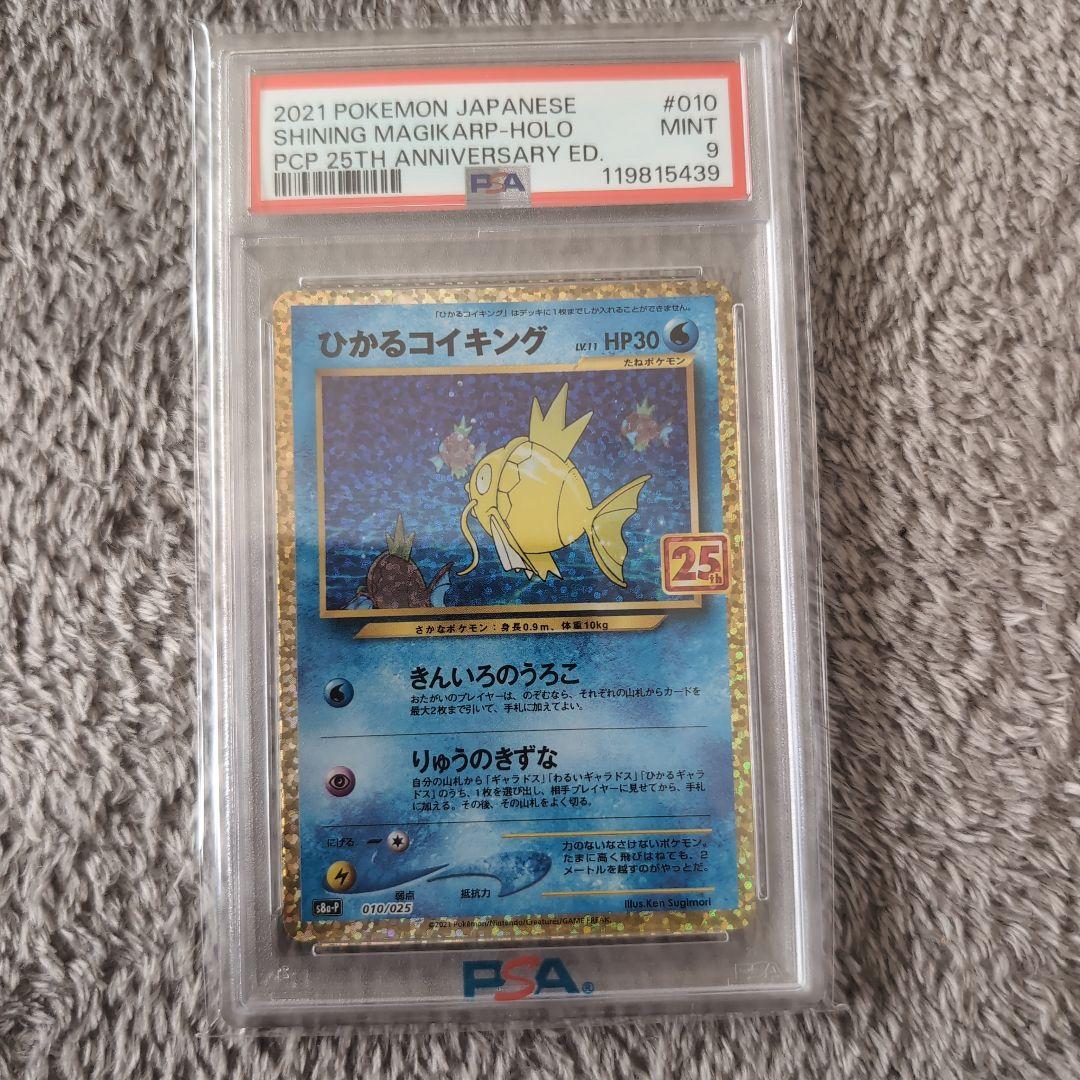 2021 POKEMON JAPANESE #010
SHINING MAGIKARP-HOLO MINT
PCP 25TH ANNIVERSARY ED. 9
PSA 119815439
「ひかるコイキング」はデッキに1枚までしか入れることができません。
ひかるコイキング LV.11 HP30
たねポケモン
25th
さかなポケモン：身長0.9m、体重10kg
きんいろのうろこ
おたがいのプレイヤーは、のぞむなら、それぞれの山札からカードを
最大2枚まで引いて、手札に加えてよい。
りゅうのきずな
自分の山札から「ギャラドス」「わるいギャラドス」「ひかるギャラ
ドス」のうち、1枚を選び出し、相手プレイヤーに見せてから、手札
に加える。その後、その山札をよく切る。
にげる
力のないなさけないポケモン。
たまに高く飛びはねても、2
メートルを越すのがやっとだ。
弱点 抵抗力
s8a-P 010/025 Illus.Ken Sugimori
©2021 Pokémon/Nintendo/Creatures/GAME FREAK.
PSA®
PSA